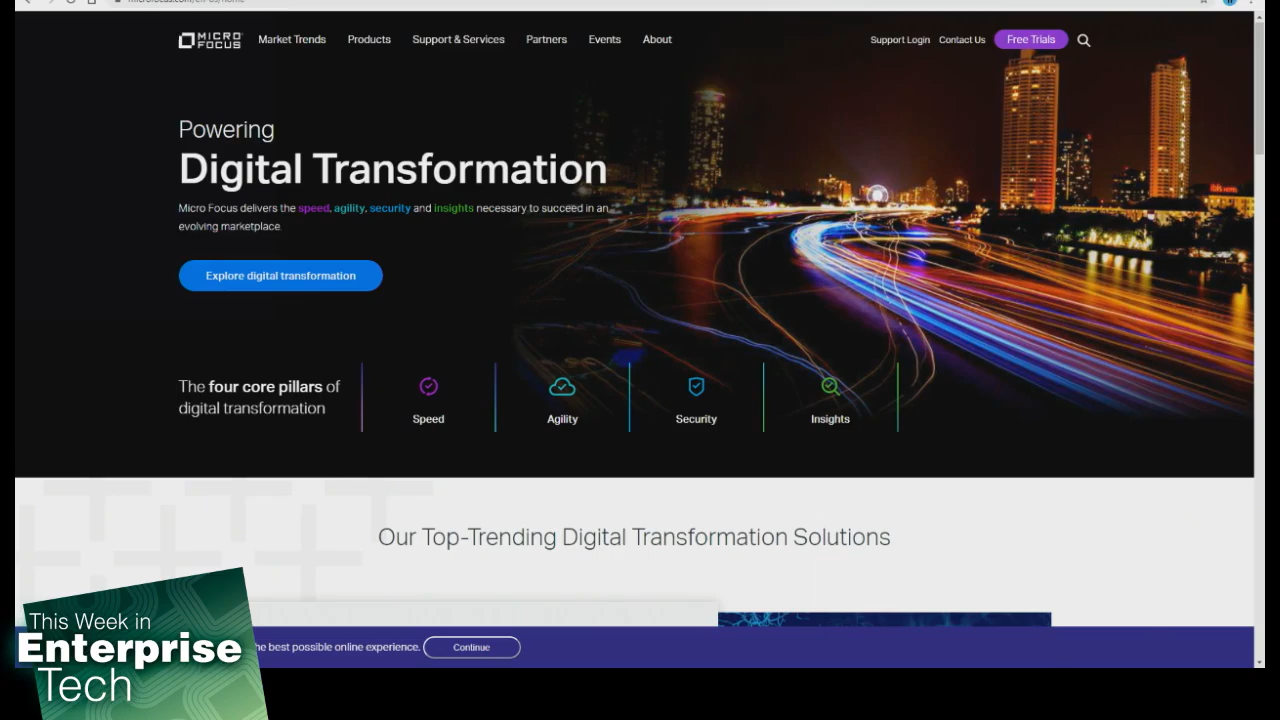 MICRO
FOCUS
Market Trends Products Support & Services Partners Events About
Support Login Contact Us Free Trials
Powering
Digital Transformation
Micro Focus delivers the speed, agility, security and insights necessary to succeed in an
evolving marketplace.
Explore digital transformation
The four core pillars of
digital transformation
Speed
Agility
Security
Insights
Our Top-Trending Digital Transformation Solutions
the best possible online experience. Continue
This Week in
Enterprise
Tech